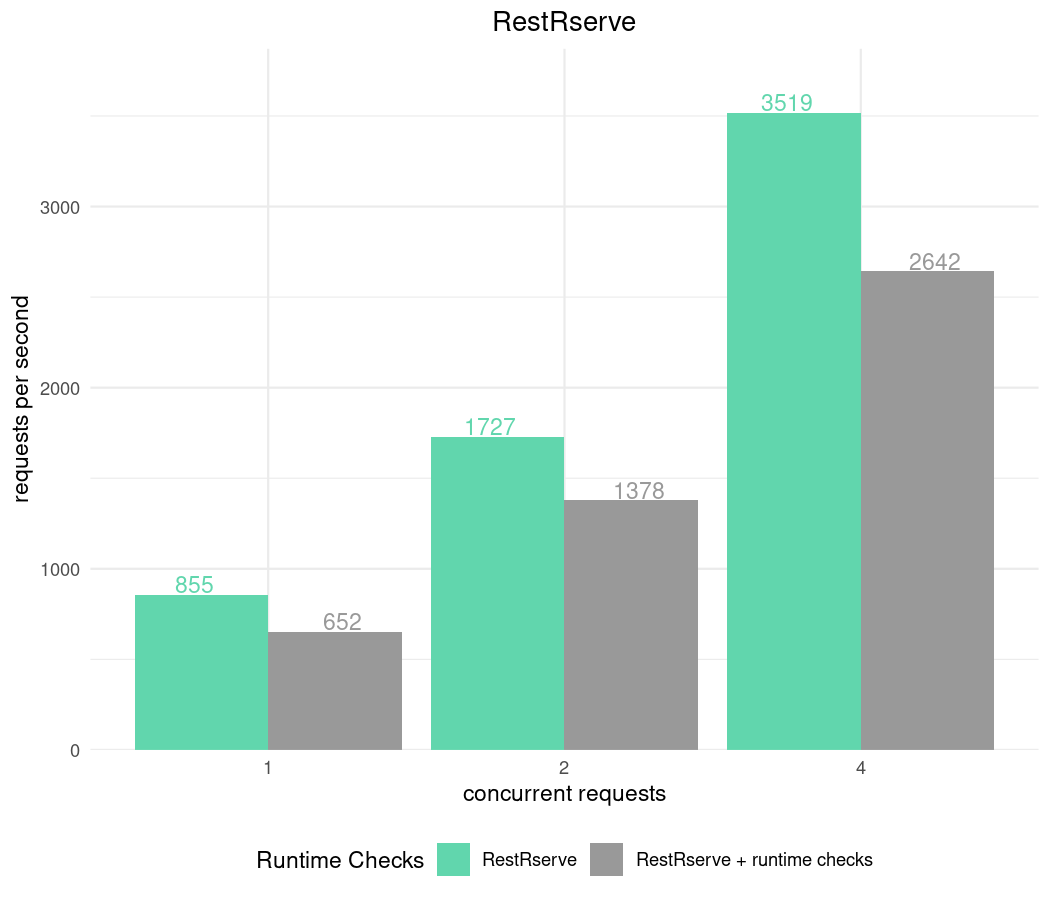 RestRserve
3519
3000
2642
requests per second
2000
1727
1378
1000
855
652
0
1 2 4
concurrent requests
Runtime Checks RestRserve RestRserve + runtime checks